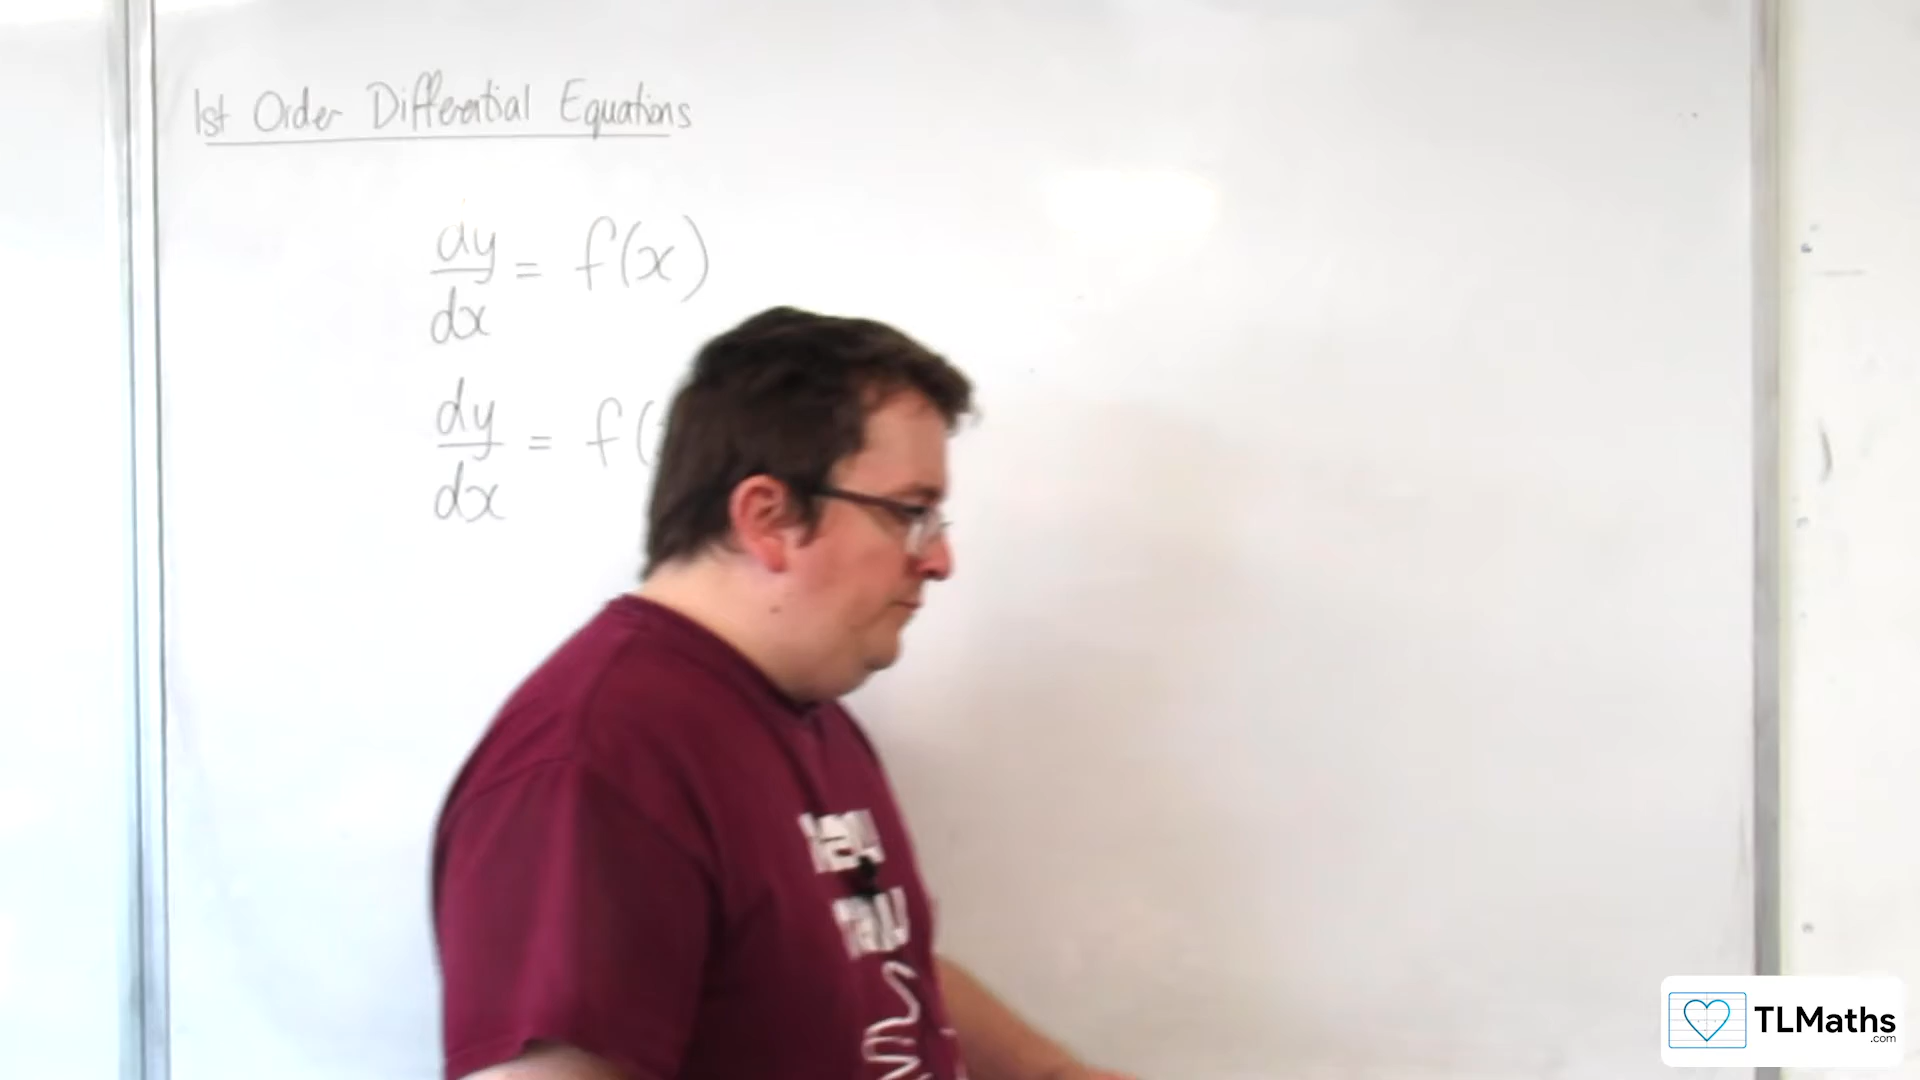 1st Order Differential Equations
dy/dx = f(x)
dy/dx = f(
TLMaths
.com